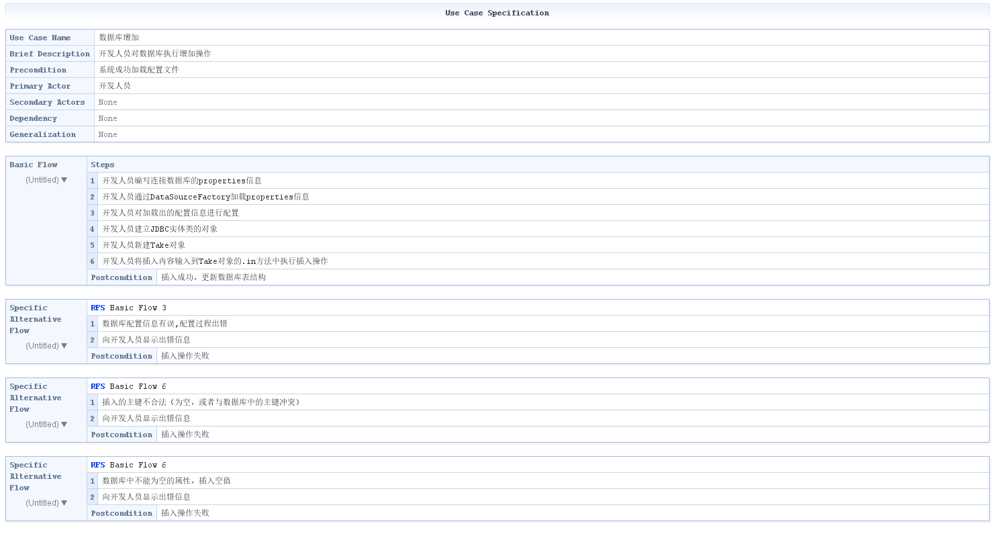 Use Case Specification
Use Case Name 数据库增加
Brief Description 开发人员对数据库执行增加操作
Precondition 系统成功加载配置文件
Primary Actor 开发人员
Secondary Actors None
Dependency None
Generalization None
Basic Flow Steps
(Untitled) ▼
1 开发人员编写连接数据库的properties信息
2 开发人员通过DataSourceFactory加载properties信息
3 开发人员对加载出的配置信息进行配置
4 开发人员建立JDBC实体类的对象
5 开发人员新建Take对象
6 开发人员将插入内容输入到Take对象的.in方法中执行插入操作
Postcondition 插入成功，更新数据库表结构
Specific
Alternative
Flow
(Untitled) ▼
RFS Basic Flow 3
1 数据库配置信息有误,配置过程出错
2 向开发人员显示出错信息
Postcondition 插入操作失败
Specific
Alternative
Flow
(Untitled) ▼
RFS Basic Flow 6
1 插入的主键不合法（为空，或者与数据库中的主键冲突）
2 向开发人员显示出错信息
Postcondition 插入操作失败
Specific
Alternative
Flow
(Untitled) ▼
RFS Basic Flow 6
1 数据库中不能为空的属性，插入空值
2 向开发人员显示出错信息
Postcondition 插入操作失败